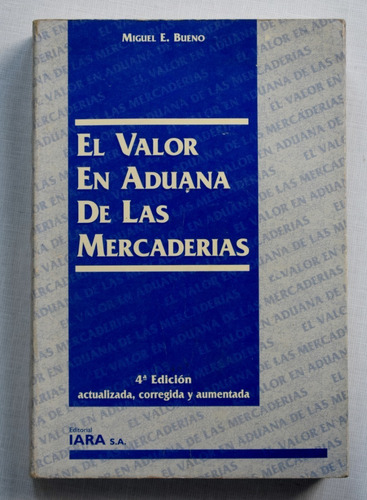 MIGUEL E. BUENO
EL VALOR
EN ADUANA
DE LAS
MERCADERIAS
4ª Edición
actualizada, corregida y aumentada
Editorial
IARA S.A.